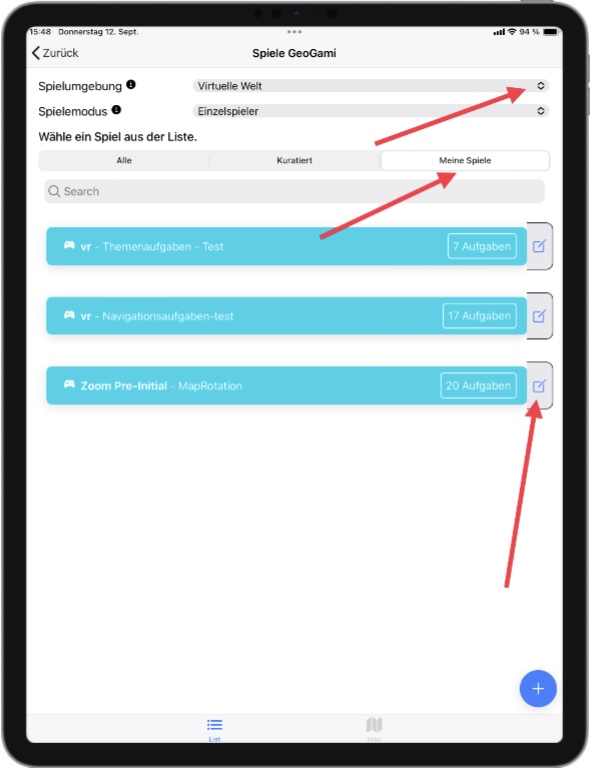 15:48 Donnerstag 12. Sept. 94 %
Zurück Spiele GeoGami
Spielumgebung Virtuelle Welt
Spielemodus Einzelspieler
Wähle ein Spiel aus der Liste.
Alle Kuratiert Meine Spiele
Search
vr - Themenaufgaben - Test 7 Aufgaben
vr - Navigationsaufgaben-test 17 Aufgaben
Zoom Pre-Initial - MapRotation 20 Aufgaben
List Map